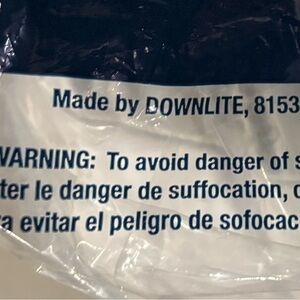 Made by DOWNLITE, 8153
WARNING: To avoid danger of s
ter le danger de suffocation, 
a evitar el peligro de sofocac